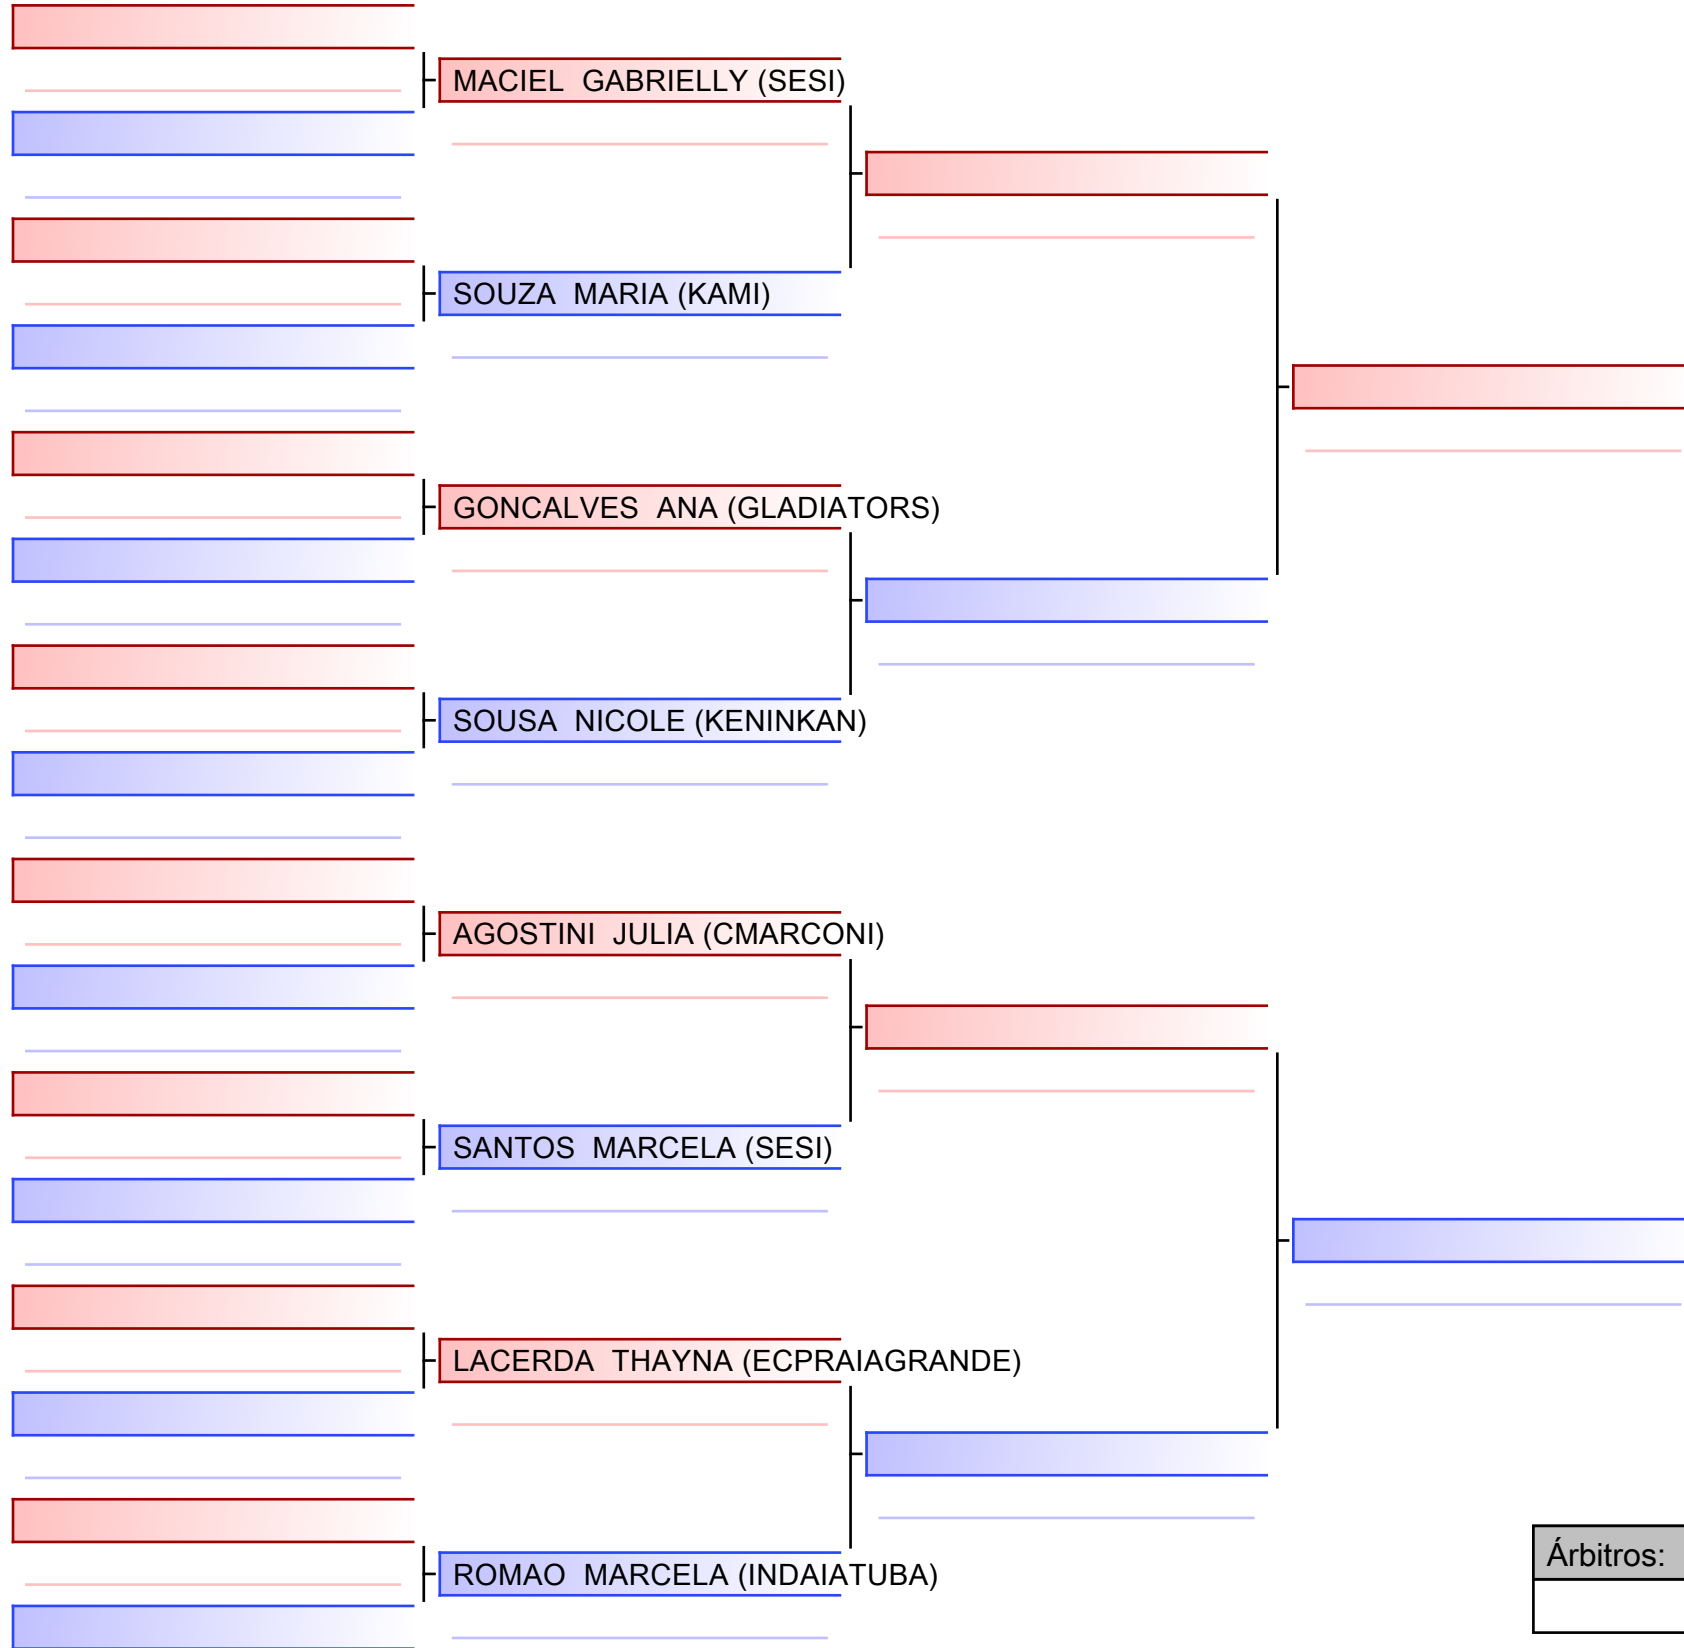 MACIEL  GABRIELLY (SESI)
SOUZA  MARIA (KAMI)
GONCALVES  ANA (GLADIATORS)
SOUSA  NICOLE (KENINKAN)
AGOSTINI  JULIA (CMARCONI)
SANTOS  MARCELA (SESI)
LACERDA  THAYNA (ECPRAIAGRANDE)
ROMAO  MARCELA (INDAIATUBA)
Árbitros: